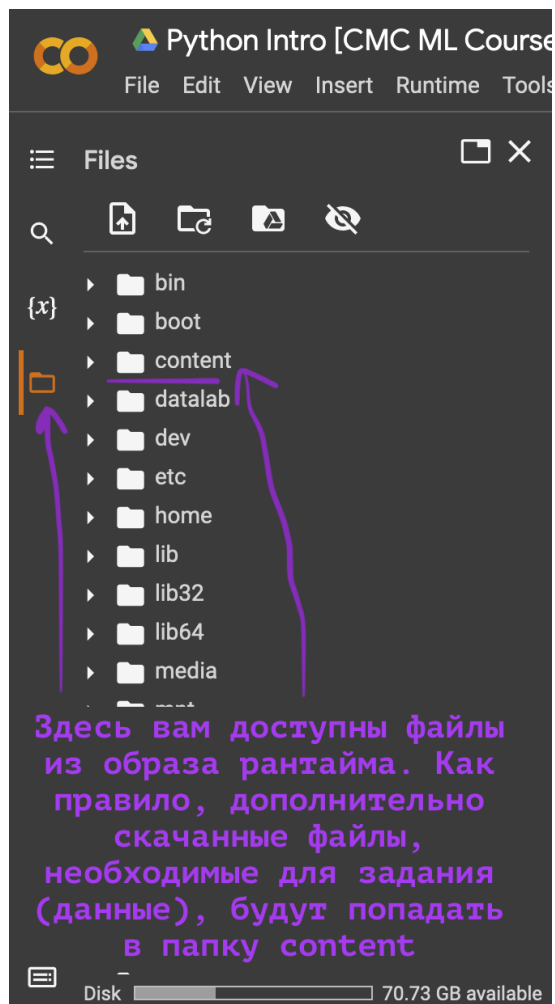 Python Intro [CMC ML Course
File Edit View Insert Runtime Tools
Files
{x}
bin
boot
content
datalab
dev
etc
home
lib
lib32
lib64
media
mnt
Здесь вам доступны файлы
из образа рантайма. Как
правило, дополнительно
скачанные файлы,
необходимые для задания
(данные), будут попадать
в папку content
Disk 70.73 GB available